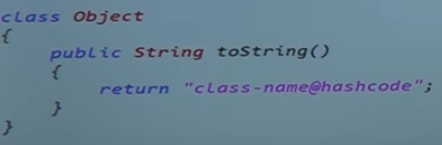 class Object
{
public String toString()
{
return "class-name@hashcode";
}
}